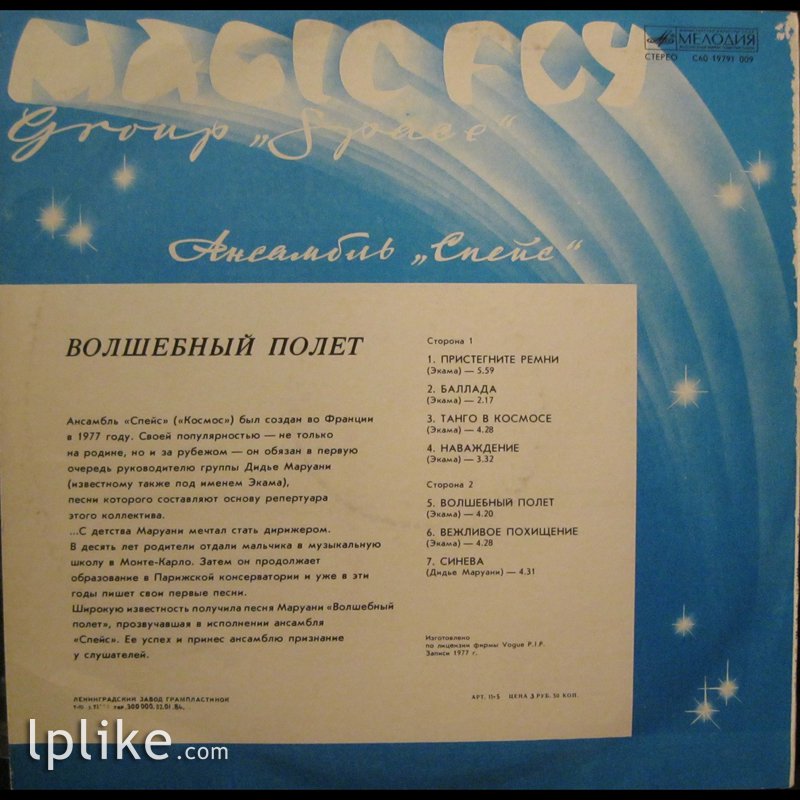 MAGIC FLY
Group „Space“
МЕЛОДИЯ
СТЕРЕО С60 19791 009
Ансамбль „Спейс“
ВОЛШЕБНЫЙ ПОЛЕТ
Ансамбль «Спейс» («Космос») был создан во Франции
в 1977 году. Своей популярностью — не только
на родине, но и за рубежом — он обязан в первую
очередь руководителю группы Дидье Маруани
(известному также под именем Экама),
песни которого составляют основу репертуара
этого коллектива.
...С детства Маруани мечтал стать дирижером.
В десять лет родители отдали мальчика в музыкальную
школу в Монте-Карло. Затем он продолжает
образование в Парижской консерватории и уже в эти
годы пишет свои первые песни.
Широкую известность получила песня Маруани «Волшебный
полет», прозвучавшая в исполнении ансамбля
«Спейс». Ее успех и принес ансамблю признание
у слушателей.
Сторона 1
1. ПРИСТЕГНИТЕ РЕМНИ
(Экама) — 5.59
2. БАЛЛАДА
(Экама) — 2.17
3. ТАНГО В КОСМОСЕ
(Экама) — 4.28
4. НАВАЖДЕНИЕ
(Экама) — 3.32
Сторона 2
5. ВОЛШЕБНЫЙ ПОЛЕТ
(Экама) — 4.20
6. ВЕЖЛИВОЕ ПОХИЩЕНИЕ
(Экама) — 4.28
7. СИНЕВА
(Дидье Маруани) — 4.31
Изготовлено
по лицензии фирмы Vogue P.I.P.
Записи 1977 г.
ЛЕНИНГРАДСКИЙ ЗАВОД ГРАМПЛАСТИНОК
300 000. 22.01.84.
АРТ. 11-5 ЦЕНА 3 РУБ. 50 КОП.
lplike.com